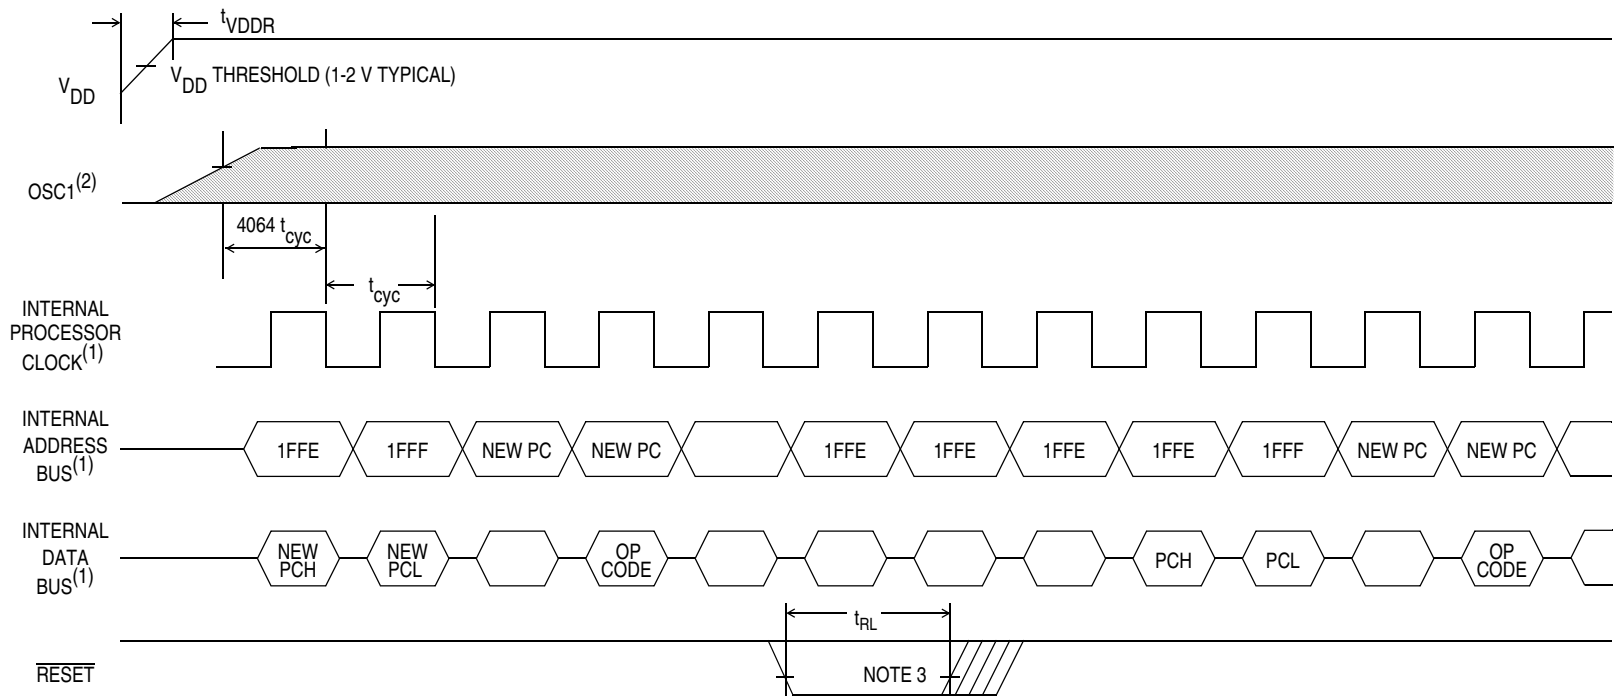 tVDDR
VDD THRESHOLD (1-2 V TYPICAL)
VDD
OSC1(2)
4064 tcyc
tcyc
INTERNAL
PROCESSOR
CLOCK(1)
INTERNAL
ADDRESS
BUS(1)
1FFE 1FFF NEW PC NEW PC 1FFE 1FFE 1FFE 1FFE 1FFF NEW PC NEW PC
INTERNAL
DATA
BUS(1)
NEW PCH
NEW PCL
OP CODE
PCH
PCL
OP CODE
tRL
RESET
NOTE 3